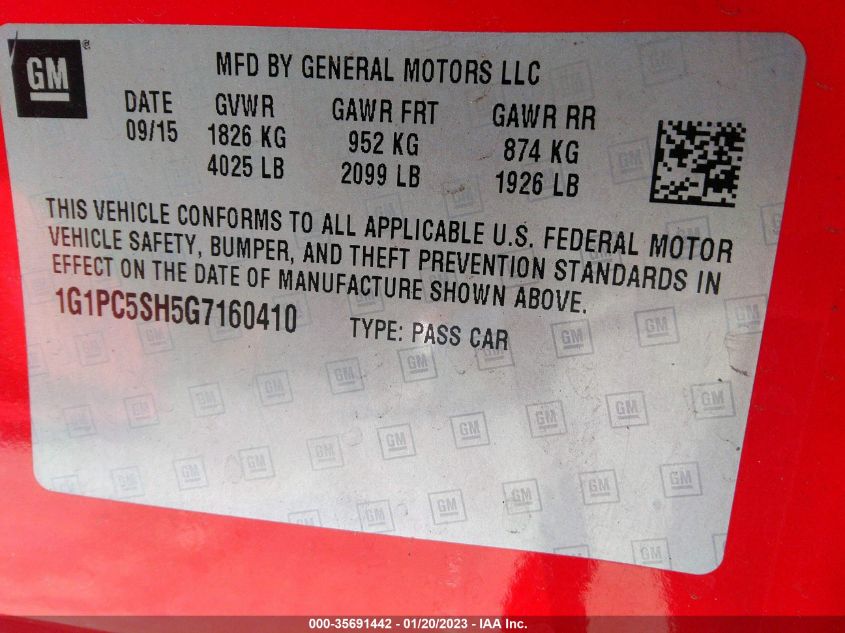 GM ®
MFD BY GENERAL MOTORS LLC
DATE GVWR GAWR FRT GAWR RR
09/15 1826 KG 952 KG 874 KG
4025 LB 2099 LB 1926 LB
THIS VEHICLE CONFORMS TO ALL APPLICABLE U.S. FEDERAL MOTOR
VEHICLE SAFETY, BUMPER, AND THEFT PREVENTION STANDARDS IN
EFFECT ON THE DATE OF MANUFACTURE SHOWN ABOVE.
1G1PC5SH5G7160410 TYPE: PASS CAR
000-35691442 - 01/20/2023 - IAA Inc.